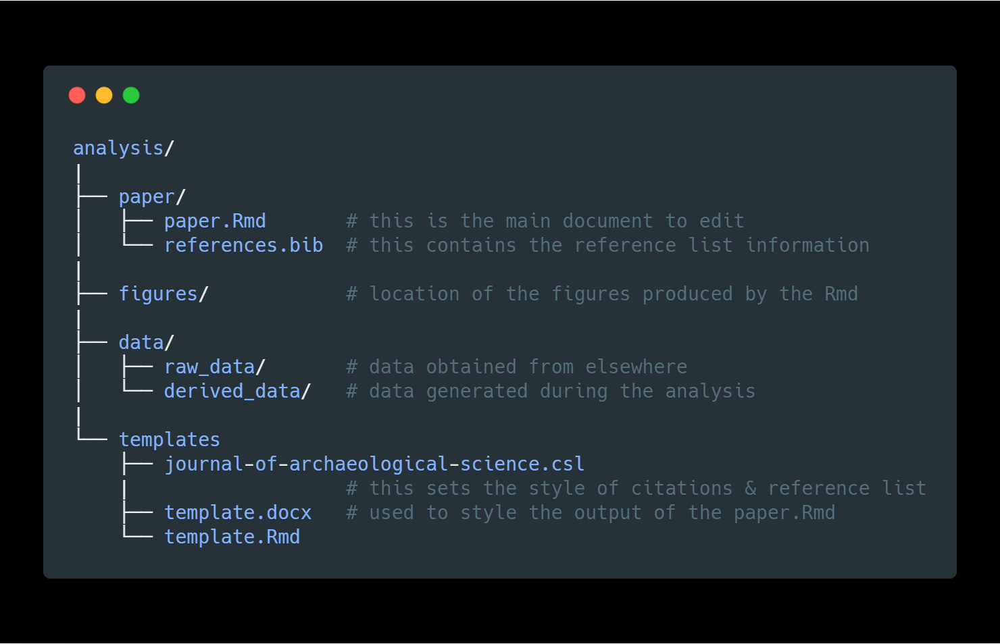 analysis/
|
├── paper/
│   ├── paper.Rmd       # this is the main document to edit
│   └── references.bib  # this contains the reference list information
|
├── figures/            # location of the figures produced by the Rmd
|
├── data/
│   ├── raw_data/       # data obtained from elsewhere
│   └── derived_data/   # data generated during the analysis
|
└── templates
    ├── journal-of-archaeological-science.csl
    |                   # this sets the style of citations & reference list
    ├── template.docx   # used to style the output of the paper.Rmd
    └── template.Rmd